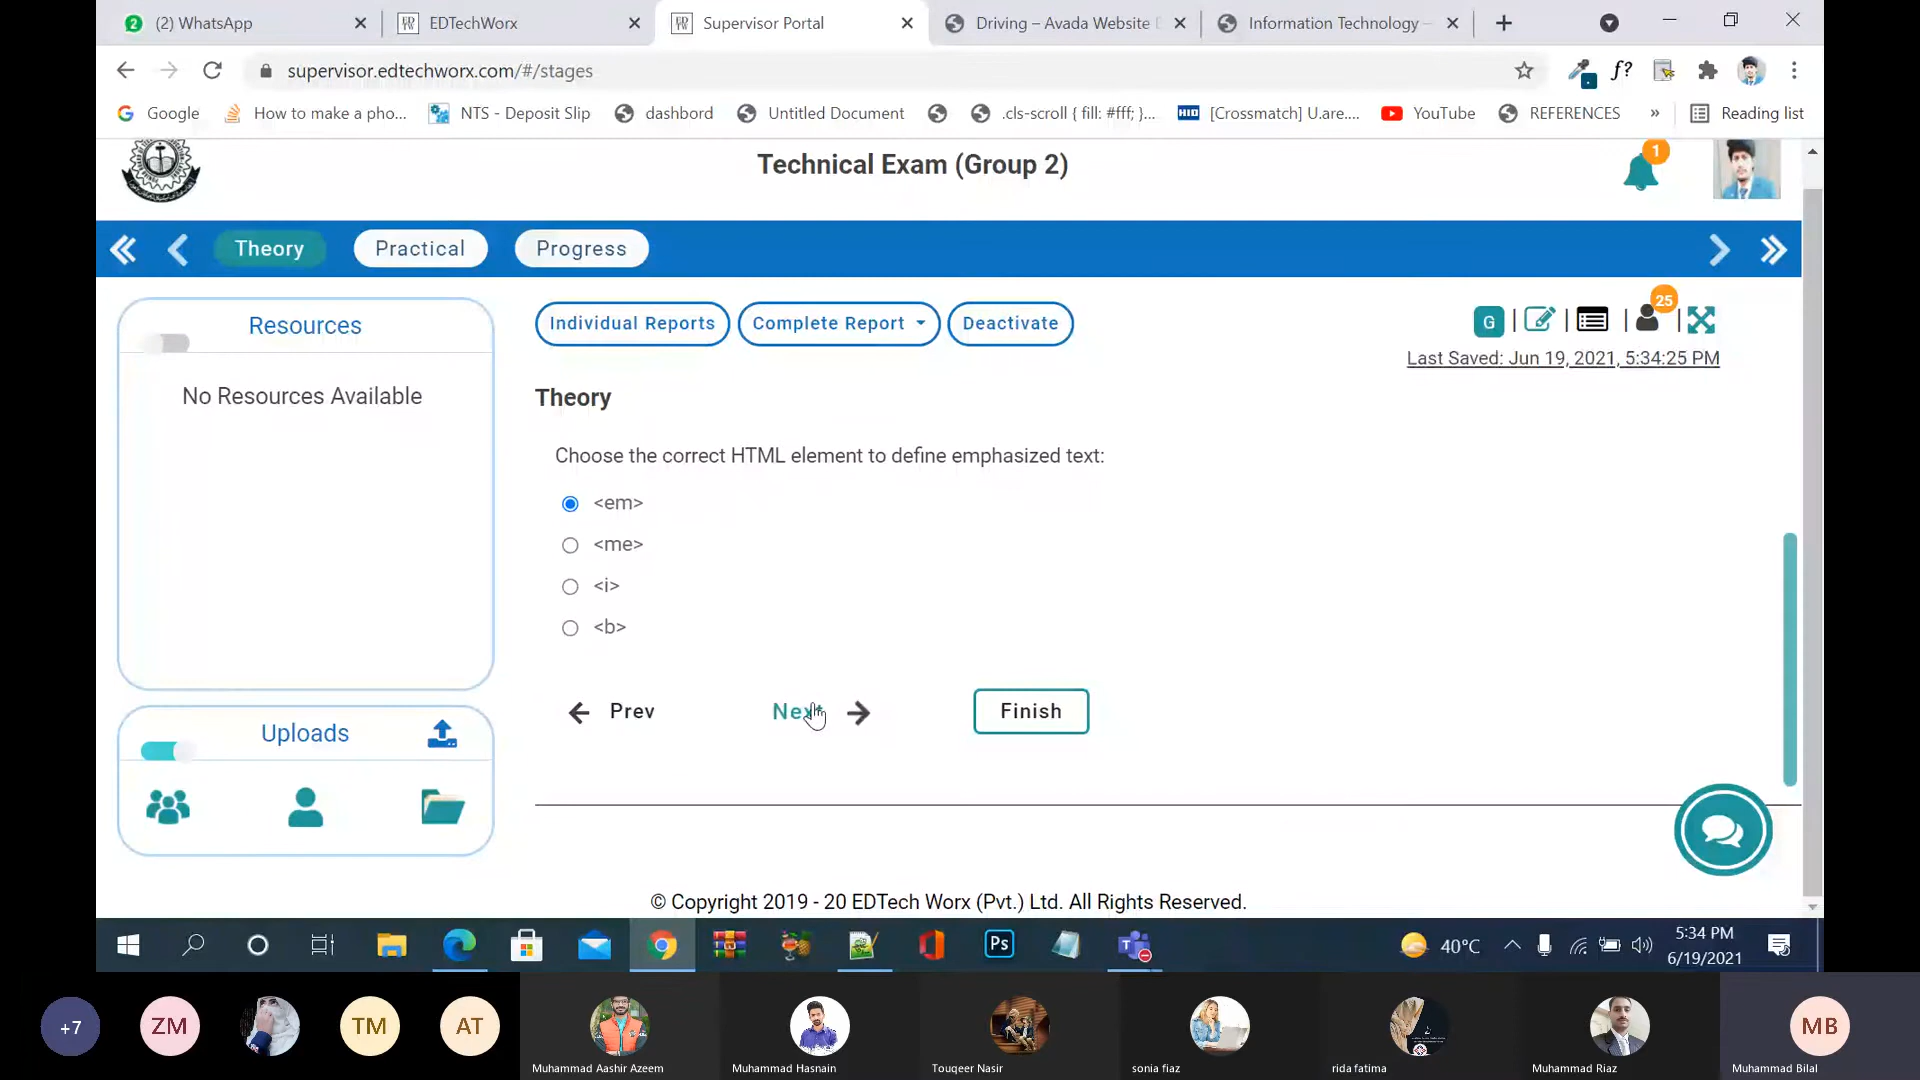 (2) WhatsApp
EDTechWorx
Supervisor Portal
Driving – Avada Website
Information Technology –
supervisor.edtechworx.com/#/stages
f?
Google
How to make a pho...
NTS - Deposit Slip
dashbord
Untitled Document
.cls-scroll { fill: #fff; }...
HID
[Crossmatch] U.are....
YouTube
REFERENCES
»
Reading list
Technical Exam (Group 2)
1
Theory
Practical
Progress
Resources
No Resources Available
Uploads
Individual Reports
Complete Report
Deactivate
G
25
Last Saved: Jun 19, 2021, 5:34:25 PM
Theory
Choose the correct HTML element to define emphasized text:
<em>
<me>
<i>
<b>
Prev
Next
Finish
© Copyright 2019 - 20 EDTech Worx (Pvt.) Ltd. All Rights Reserved.
Ps
40°C
5:34 PM
6/19/2021
+7
ZM
TM
AT
MB
Muhammad Aashir Azeem
Muhammad Hasnain
Touqeer Nasir
sonia fiaz
rida fatima
Muhammad Riaz
Muhammad Bilal